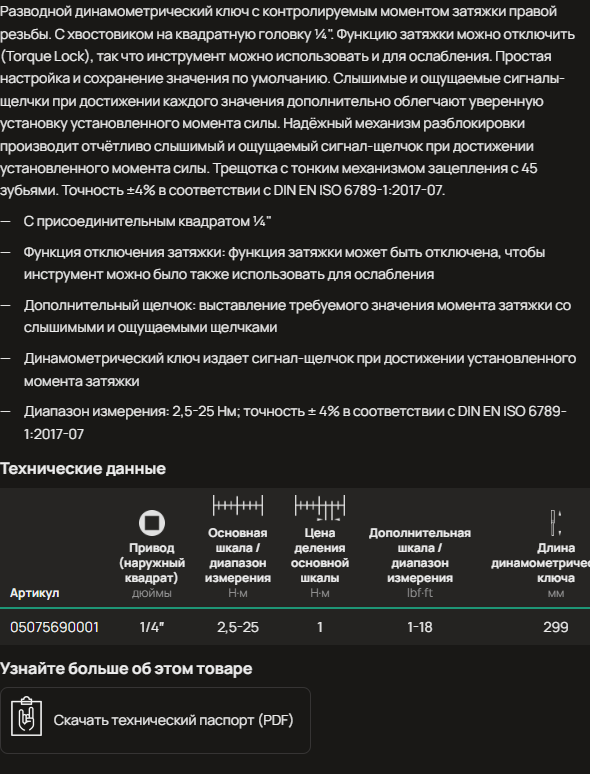 Разводной динамометрический ключ с контролируемым моментом затяжки правой
резьбы. С хвостовиком на квадратную головку ¼". Функцию затяжки можно отключить
(Torque Lock), так что инструмент можно использовать и для ослабления. Простая
настройка и сохранение значения по умолчанию. Слышимые и ощущаемые сигналы-
щелчки при достижении каждого значения дополнительно облегчают уверенную
установку установленного момента силы. Надёжный механизм разблокировки
производит отчётливо слышимый и ощущаемый сигнал-щелчок при достижении
установленного момента силы. Трещотка с тонким механизмом зацепления с 45
зубьями. Точность ±4% в соответствии с DIN EN ISO 6789-1:2017-07.
— С присоединительным квадратом ¼"
— Функция отключения затяжки: функция затяжки может быть отключена, чтобы
инструмент можно было также использовать для ослабления
— Дополнительный щелчок: выставление требуемого значения момента затяжки со
слышимыми и ощущаемыми щелчками
— Динамометрический ключ издает сигнал-щелчок при достижении установленного
момента затяжки
— Диапазон измерения: 2,5-25 Нм; точность ± 4% в соответствии с DIN EN ISO 6789-
1:2017-07
Технические данные
Артикул
Привод
(наружный
квадрат)
дюймы
Основная
шкала /
диапазон
измерения
Н·м
Цена
деления
основной
шкалы
Н·м
Дополнительная
шкала /
диапазон
измерения
lbf·ft
Длина
динамометричес
ключа
мм
05075690001 1/4″ 2,5-25 1 1-18 299
Узнайте больше об этом товаре
Скачать технический паспорт (PDF)